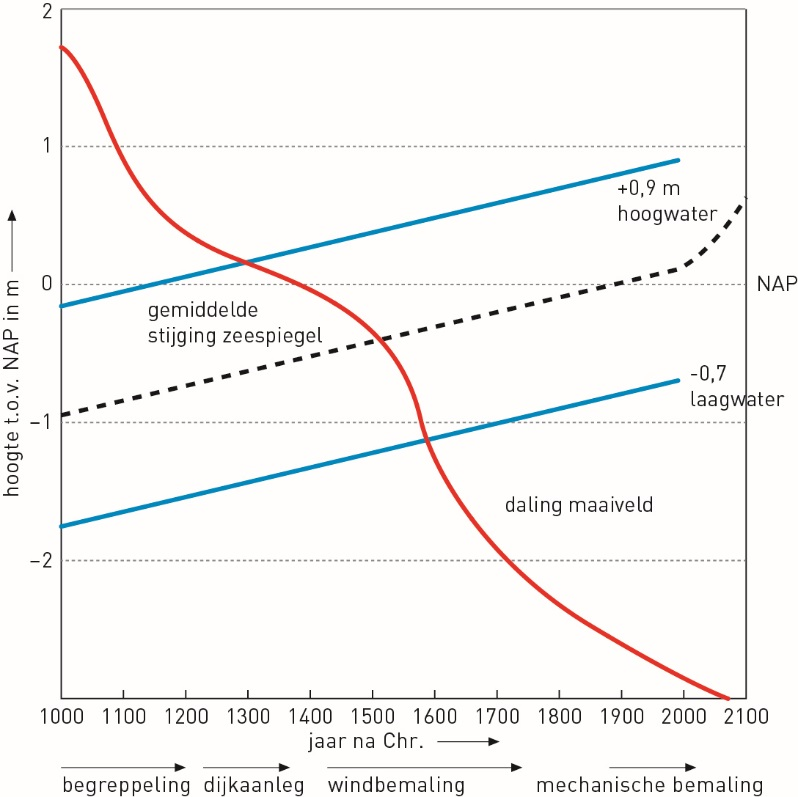 2
1
0
−1
−2
hoogte t.o.v. NAP in m
+0,9 m
hoogwater
NAP
gemiddelde
stijging zeespiegel
-0,7
laagwater
daling maaiveld
1000 1100 1200 1300 1400 1500 1600 1700 1800 1900 2000 2100
jaar na Chr.
begreppeling dijkaanleg windbemaling mechanische bemaling